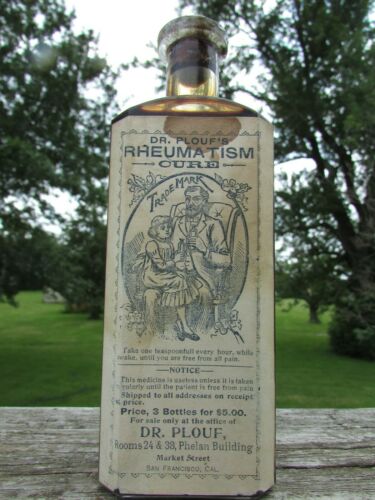 DR. PLOUF'S
RHEUMATISM
CURE
TRADE MARK
Take one teaspoonfull every hour, while
awake, until you are free from all pain.
NOTICE
This medicine is useless unless it is taken
regularly until the patient is free from pain
Shipped to all addresses on receipt
of price.
Price, 3 Bottles for $5.00.
For sale only at the office of
DR. PLOUF,
Rooms 24 & 38, Phelan Building
Market Street
SAN FRANCISCO, CAL.